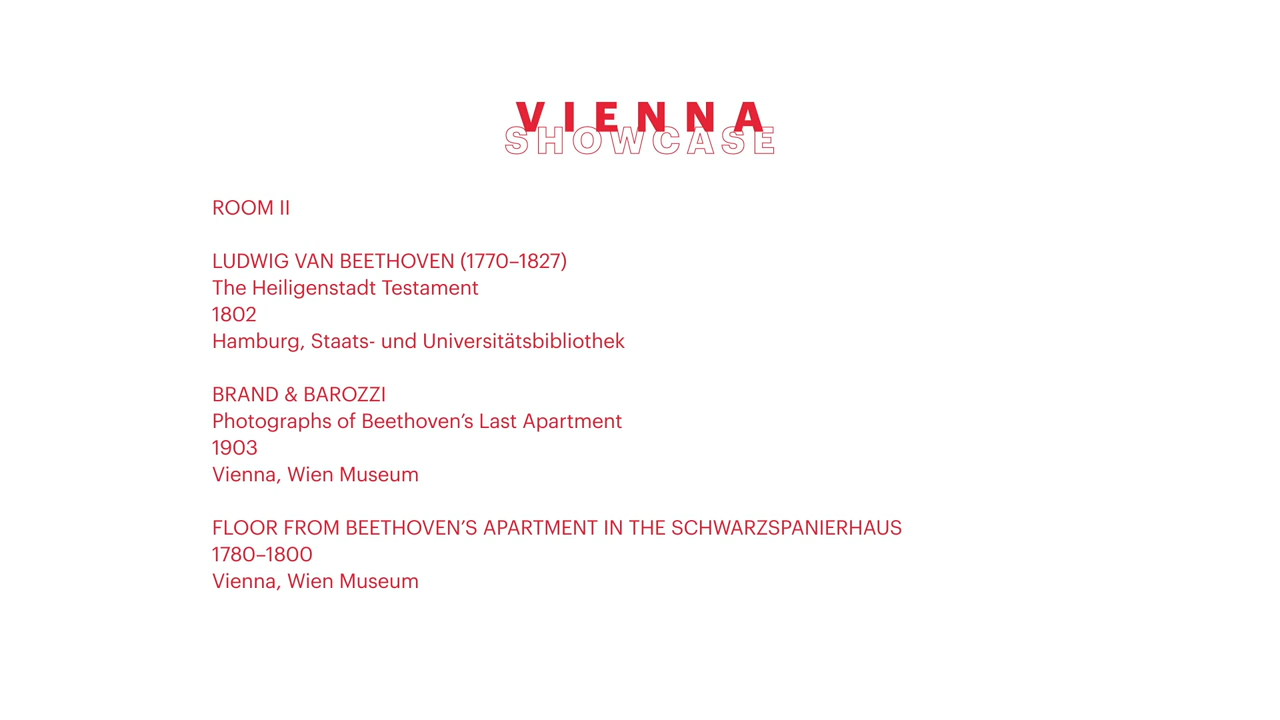 VIENNA
SHOWCASE
ROOM II
LUDWIG VAN BEETHOVEN (1770–1827)
The Heiligenstadt Testament
1802
Hamburg, Staats- und Universitätsbibliothek
BRAND & BAROZZI
Photographs of Beethoven’s Last Apartment
1903
Vienna, Wien Museum
FLOOR FROM BEETHOVEN’S APARTMENT IN THE SCHWARZSPANIERHAUS
1780–1800
Vienna, Wien Museum